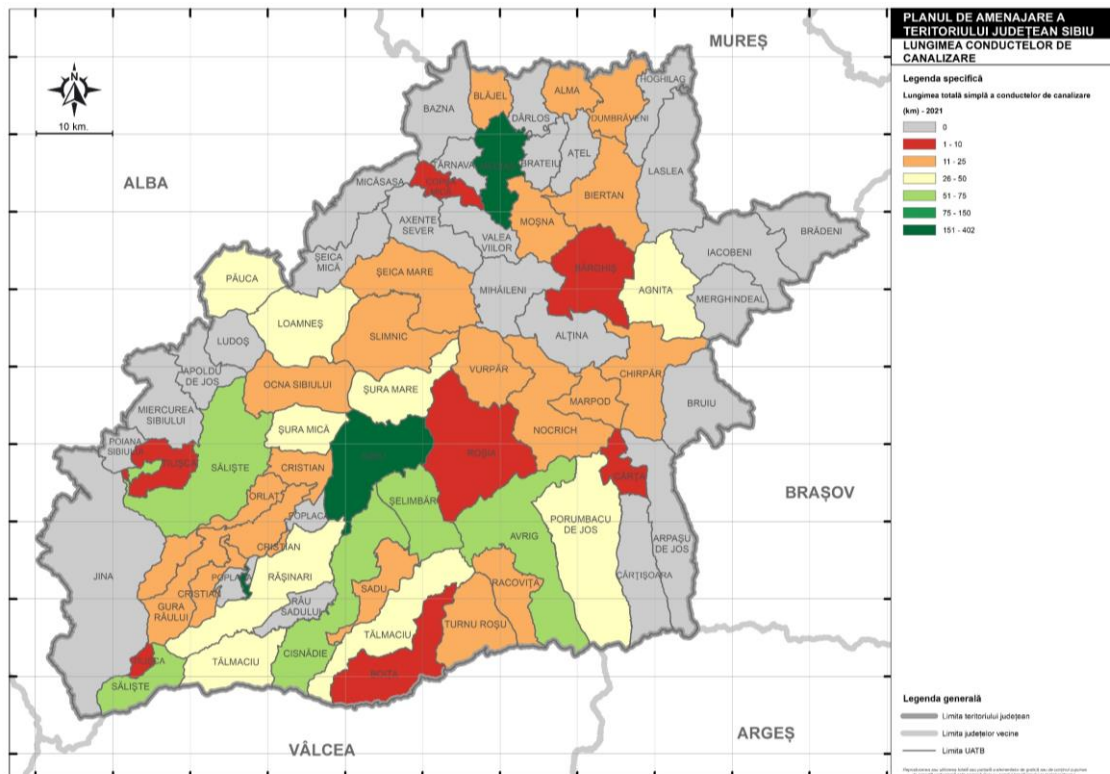 PLANUL DE AMENAJARE A
TERITORIULUI JUDEȚEAN SIBIU
LUNGIMEA CONDUCTELOR DE
CANALIZARE
Legenda specifică
Lungimea totală simplă a conductelor de canalizare
(km) - 2021
0
1 - 10
11 - 25
26 - 50
51 - 75
75 - 150
151 - 402
N
10 km.
MUREȘ
ALBA
BRAȘOV
ARGEȘ
VÂLCEA
HOGHILAG
BLĂJEL
ALMA
BAZNA
DÂRLOS
DUMBRĂVENI
TÂRNAVA
BRATEIU
AȚEL
LASLEA
MICĂSASA
BIERTAN
AXENTE
SEVER
MOȘNA
BRĂDENI
VALEA
VIILOR
IACOBENI
ȘEICA
MICĂ
BÂRGHIȘ
PĂUCA
ȘEICA MARE
MIHĂILENI
AGNITA
MERGHINDEAL
LOAMNEȘ
SLIMNIC
ALȚINA
LUDOȘ
APOLDU
DE JOS
VURPĂR
CHIRPĂR
OCNA SIBIULUI
ȘURA MARE
MARPOD
BRUIU
MIERCUREA
SIBIULUI
ȘURA MICĂ
NOCRICH
POIANA
SIBIULUI
ROȘIA
SĂLIȘTE
CRISTIAN
ORLAT
ȘELIMBĂR
POPLACA
PORUMBACU
DE JOS
AVRIG
ARPAȘU
DE JOS
CRISTIAN
JINA
RĂȘINARI
CÂRȚIȘOARA
RACOVIȚA
SADU
CRISTIAN
RÂU
SADULUI
GURA
RÂULUI
TURNU ROȘU
TĂLMACIU
CISNĂDIE
TĂLMACIU
BOIȚA
SĂLIȘTE
Legenda generală
Limita teritoriului județean
Limita județelor vecine
Limita UATB